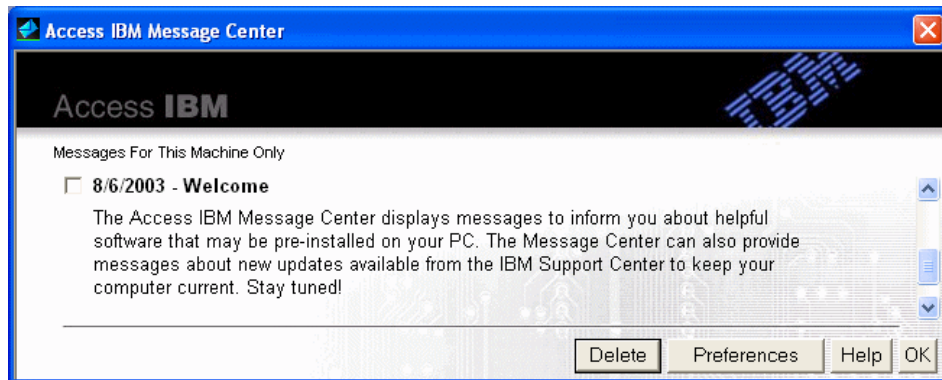 Access IBM Message Center
IBM
Access IBM
Messages For This Machine Only
8/6/2003 - Welcome
The Access IBM Message Center displays messages to inform you about helpful
software that may be pre-installed on your PC. The Message Center can also provide
messages about new updates available from the IBM Support Center to keep your
computer current. Stay tuned!
Delete Preferences Help OK